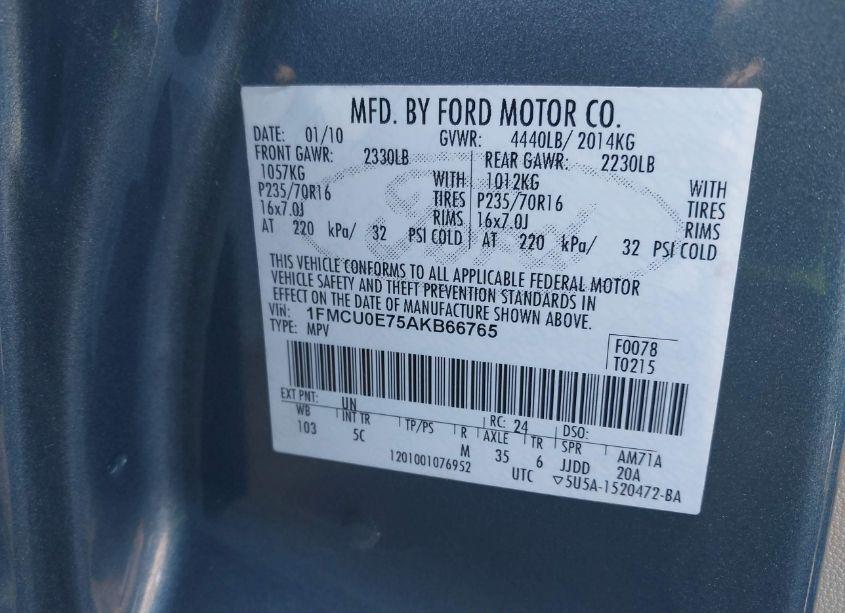 MFD. BY FORD MOTOR CO.
DATE: 01/10 GVWR: 4440LB/ 2014KG
FRONT GAWR: 2330LB REAR GAWR: 2230LB
1057KG WITH 1012KG WITH
P235/70R16 TIRES P235/70R16 TIRES
16x7.0J RIMS 16x7.0J RIMS
AT 220 kPa/ 32 PSI COLD AT 220 kPa/ 32 PSI COLD
THIS VEHICLE CONFORMS TO ALL APPLICABLE FEDERAL MOTOR
VEHICLE SAFETY AND THEFT PREVENTION STANDARDS IN
EFFECT ON THE DATE OF MANUFACTURE SHOWN ABOVE.
VIN: 1FMCU0E75AKB66765
TYPE: MPV
F0078
T0215
EXT PNT: UN RC: 24 DSO:
WB INT TR TP/PS R AXLE TR SPR AM71A
103 5C M 35 6 JJDD 20A
1201001076952 UTC ▽5U5A-1520472-BA
Ford